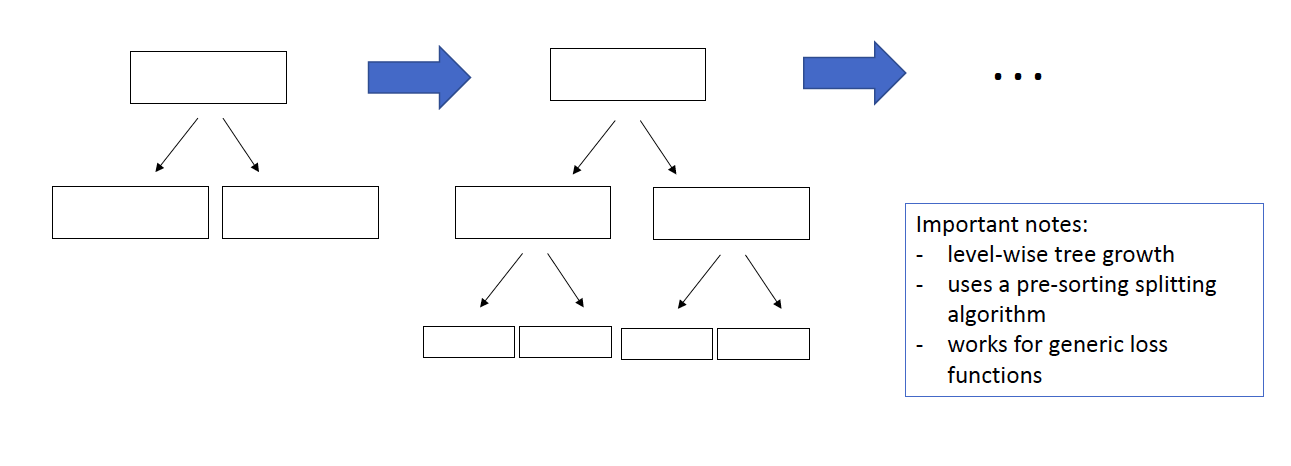 ...
Important notes:
- level-wise tree growth
- uses a pre-sorting splitting
algorithm
- works for generic loss
functions